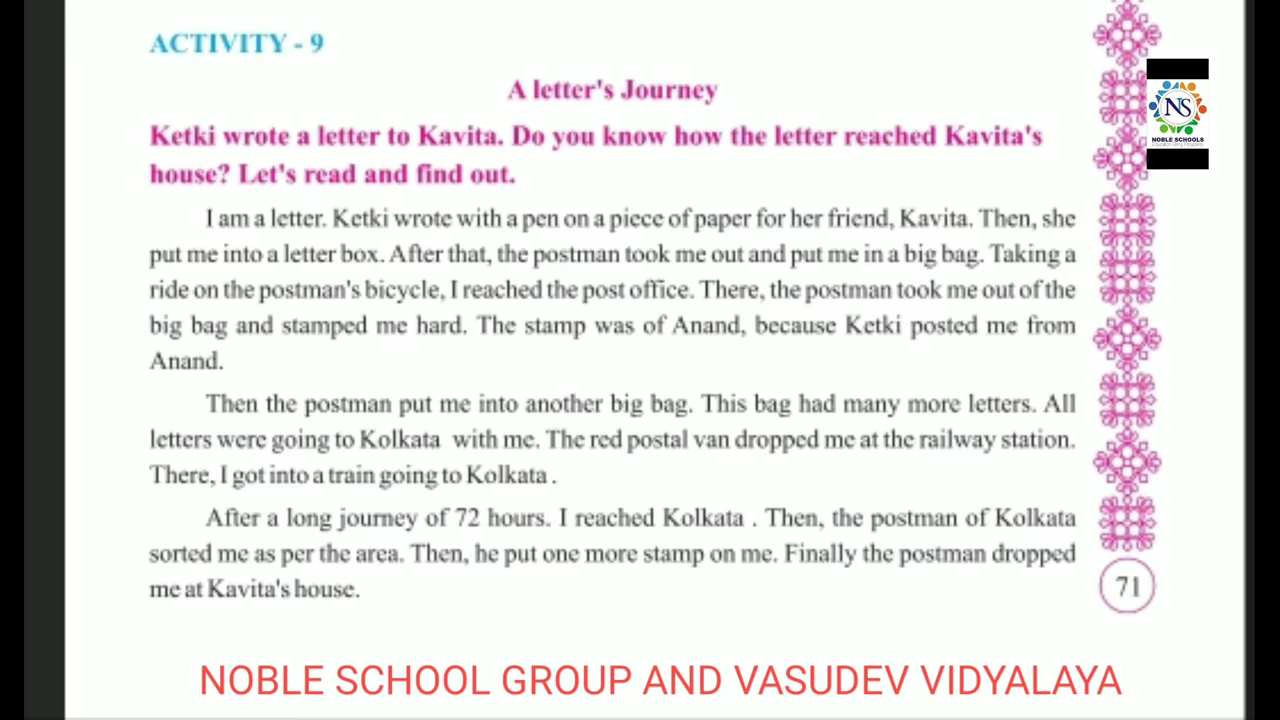 ACTIVITY - 9
A letter's Journey
Ketki wrote a letter to Kavita. Do you know how the letter reached Kavita's
house? Let's read and find out.
I am a letter. Ketki wrote with a pen on a piece of paper for her friend, Kavita. Then, she
put me into a letter box. After that, the postman took me out and put me in a big bag. Taking a
ride on the postman's bicycle, I reached the post office. There, the postman took me out of the
big bag and stamped me hard. The stamp was of Anand, because Ketki posted me from
Anand.
Then the postman put me into another big bag. This bag had many more letters. All
letters were going to Kolkata with me. The red postal van dropped me at the railway station.
There, I got into a train going to Kolkata .
After a long journey of 72 hours. I reached Kolkata . Then, the postman of Kolkata
sorted me as per the area. Then, he put one more stamp on me. Finally the postman dropped
me at Kavita's house.
71
NS
NOBLE SCHOOLS
NOBLE SCHOOL GROUP AND VASUDEV VIDYALAYA